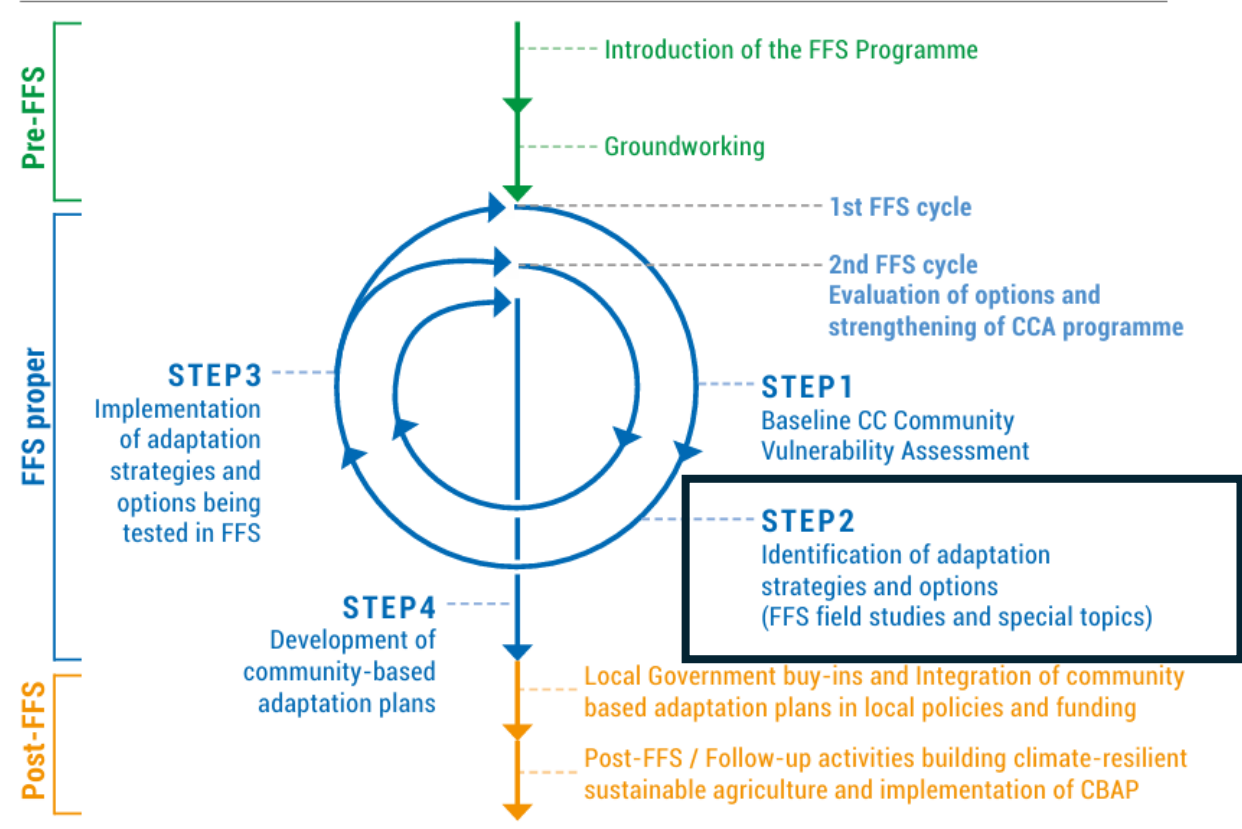 Pre-FFS
Introduction of the FFS Programme
Groundworking
FFS proper
1st FFS cycle
2nd FFS cycle
Evaluation of options and
strengthening of CCA programme
STEP1
Baseline CC Community
Vulnerability Assessment
STEP2
Identification of adaptation
strategies and options
(FFS field studies and special topics)
STEP3
Implementation
of adaptation
strategies and
options being
tested in FFS
STEP4
Development of
community-based
adaptation plans
Post-FFS
Local Government buy-ins and Integration of community
based adaptation plans in local policies and funding
Post-FFS / Follow-up activities building climate-resilient
sustainable agriculture and implementation of CBAP